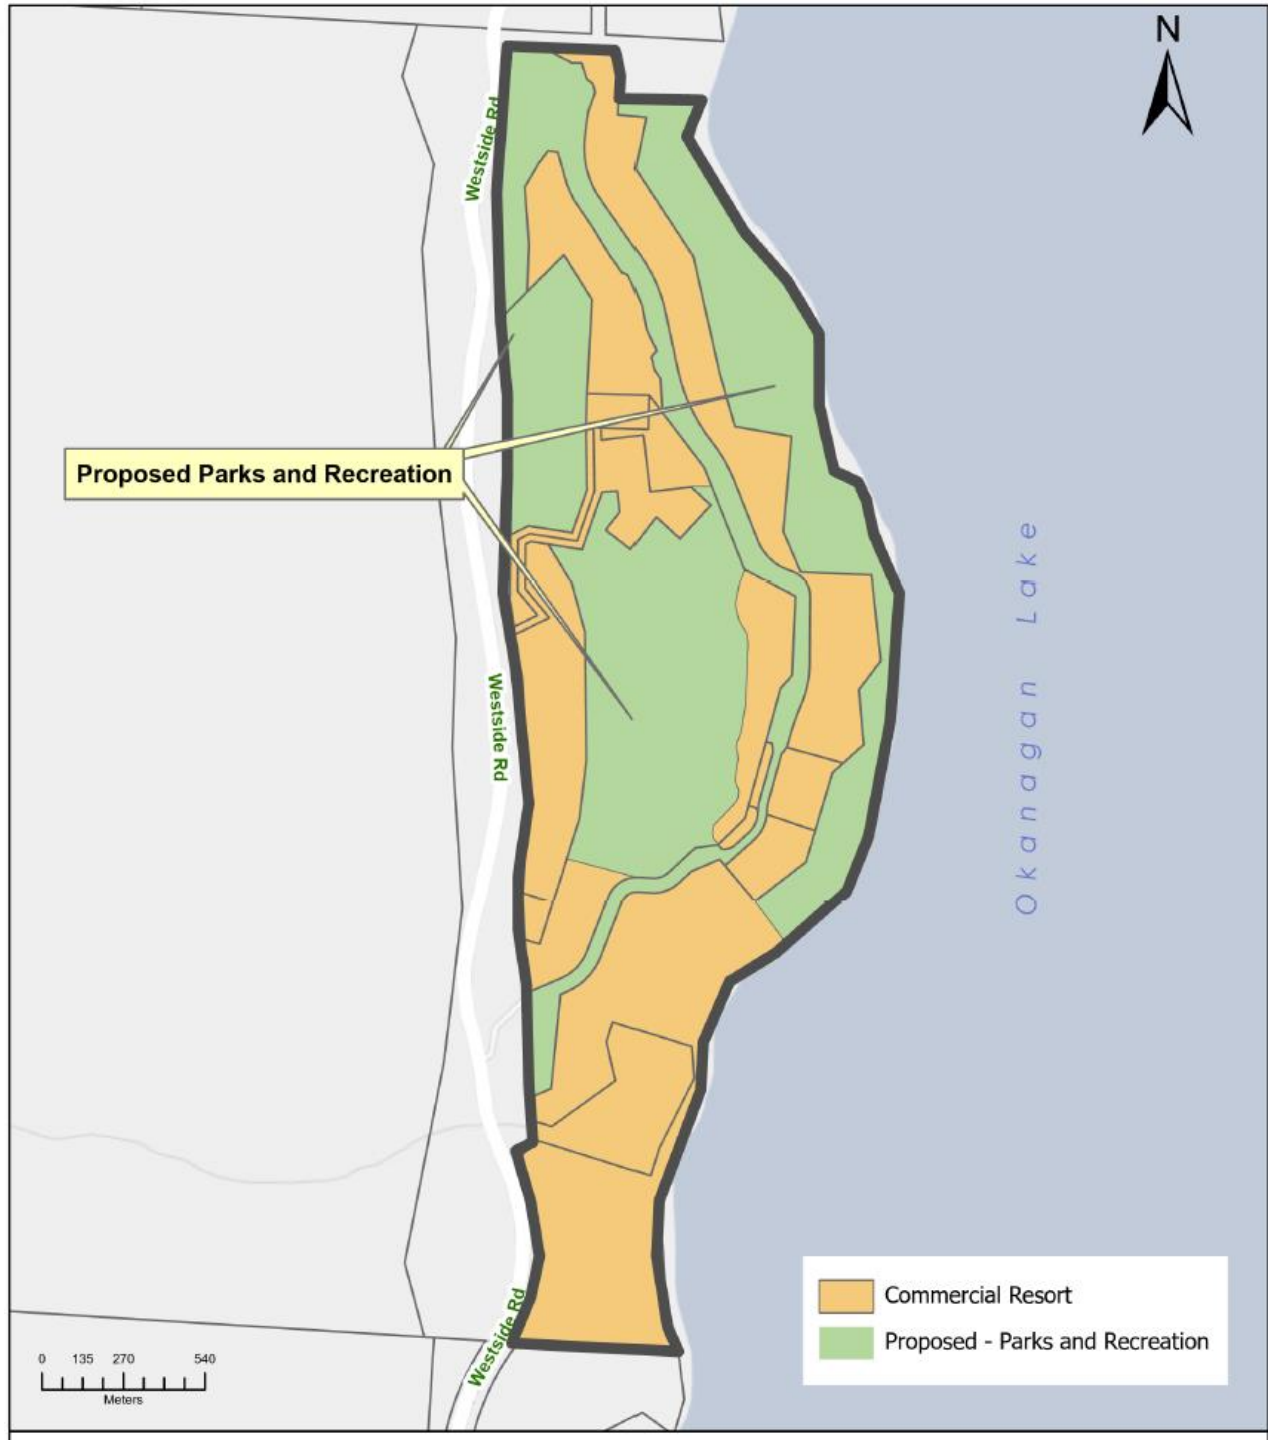 N
Westside Rd
Proposed Parks and Recreation
Westside Rd
Okanagan Lake
Commercial Resort
Proposed - Parks and Recreation
Westside Rd
0 135 270 540
Meters